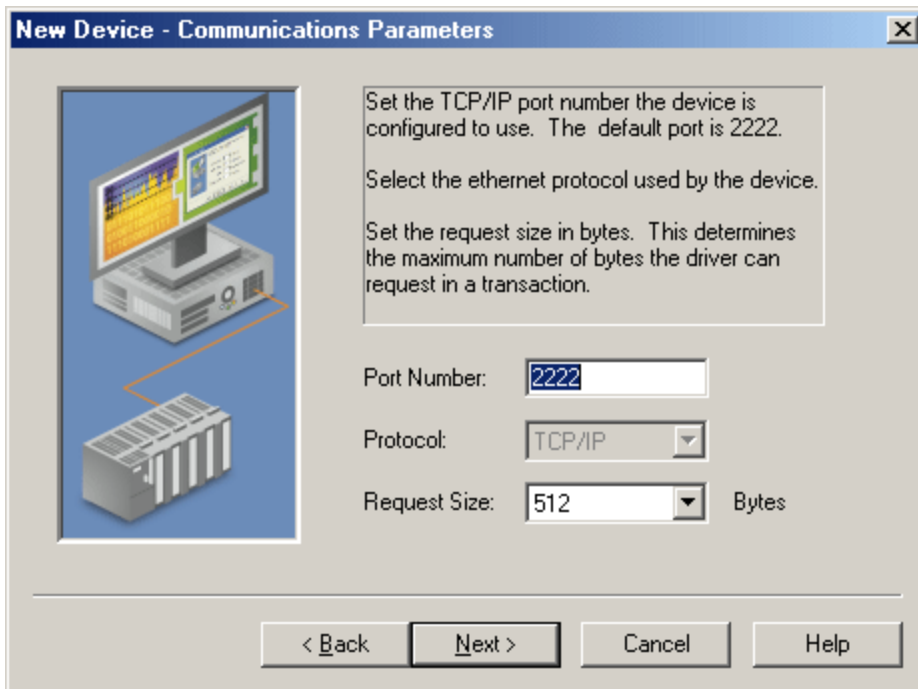 New Device - Communications Parameters
Set the TCP/IP port number the device is
configured to use.  The  default port is 2222.
Select the ethernet protocol used by the device.
Set the request size in bytes.  This determines
the maximum number of bytes the driver can
request in a transaction.
Port Number: 2222
Protocol: TCP/IP
Request Size: 512 Bytes
< Back Next > Cancel Help